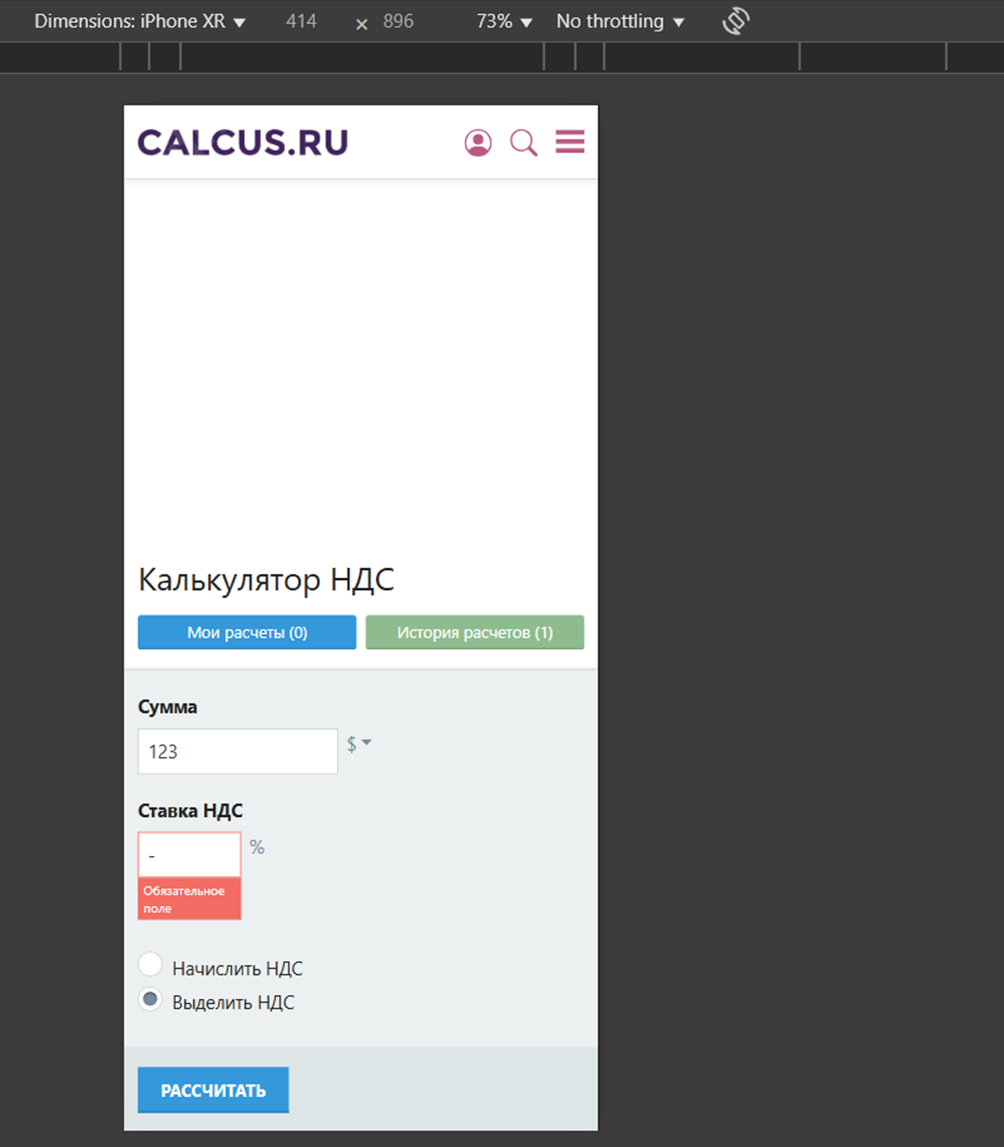 Dimensions: iPhone XR 414 × 896 73% No throttling
CALCUS.RU
Калькулятор НДС
Мои расчеты (0) История расчетов (1)
Сумма
123 $
Ставка НДС
- %
Обязательное
поле
Начислить НДС
Выделить НДС
РАССЧИТАТЬ